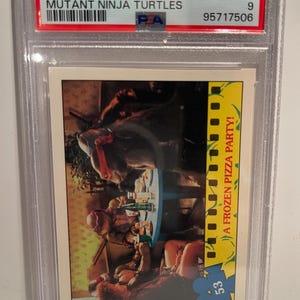 MUTANT NINJA TURTLES 9
PSA 95717506
A FROZEN PIZZA PARTY!
53